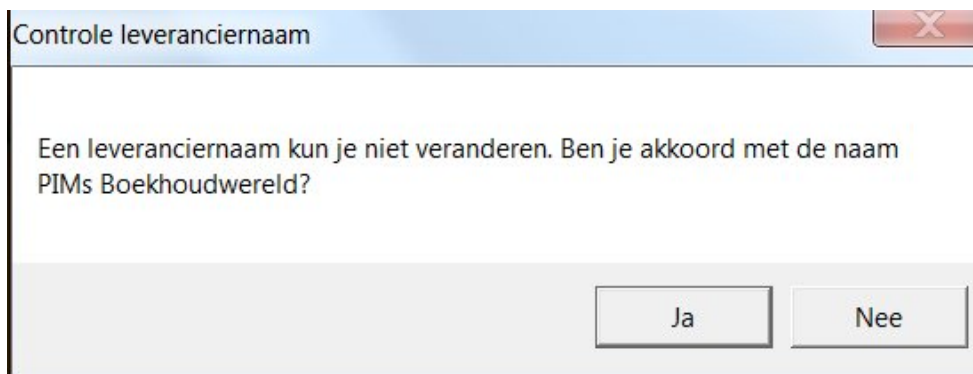 Controle leveranciernaam
Een leveranciernaam kun je niet veranderen. Ben je akkoord met de naam
PIMs Boekhoudwereld?
Ja
Nee